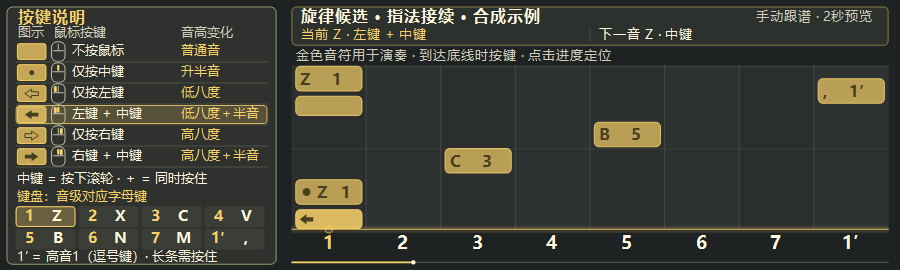 按键说明
图示 鼠标按键 音高变化
不按鼠标 普通音
仅按中键 升半音
仅按左键 低八度
左键 + 中键 低八度 + 半音
仅按右键 高八度
右键 + 中键 高八度 + 半音
中键 = 按下滚轮 · + = 同时按住
键盘：音级对应字母键
1 Z 2 X 3 C 4 V
5 B 6 N 7 M 1′ ,
1′ = 高音1（逗号键）· 长条需按住
旋律候选 • 指法接续 • 合成示例 手动跟谱 · 2秒预览
当前 Z · 左键 + 中键 下一音 Z · 中键
金色音符用于演奏 · 到达底线时按键 · 点击进度定位
Z 1
, 1′
B 5
C 3
Z 1
1 2 3 4 5 6 7 1′